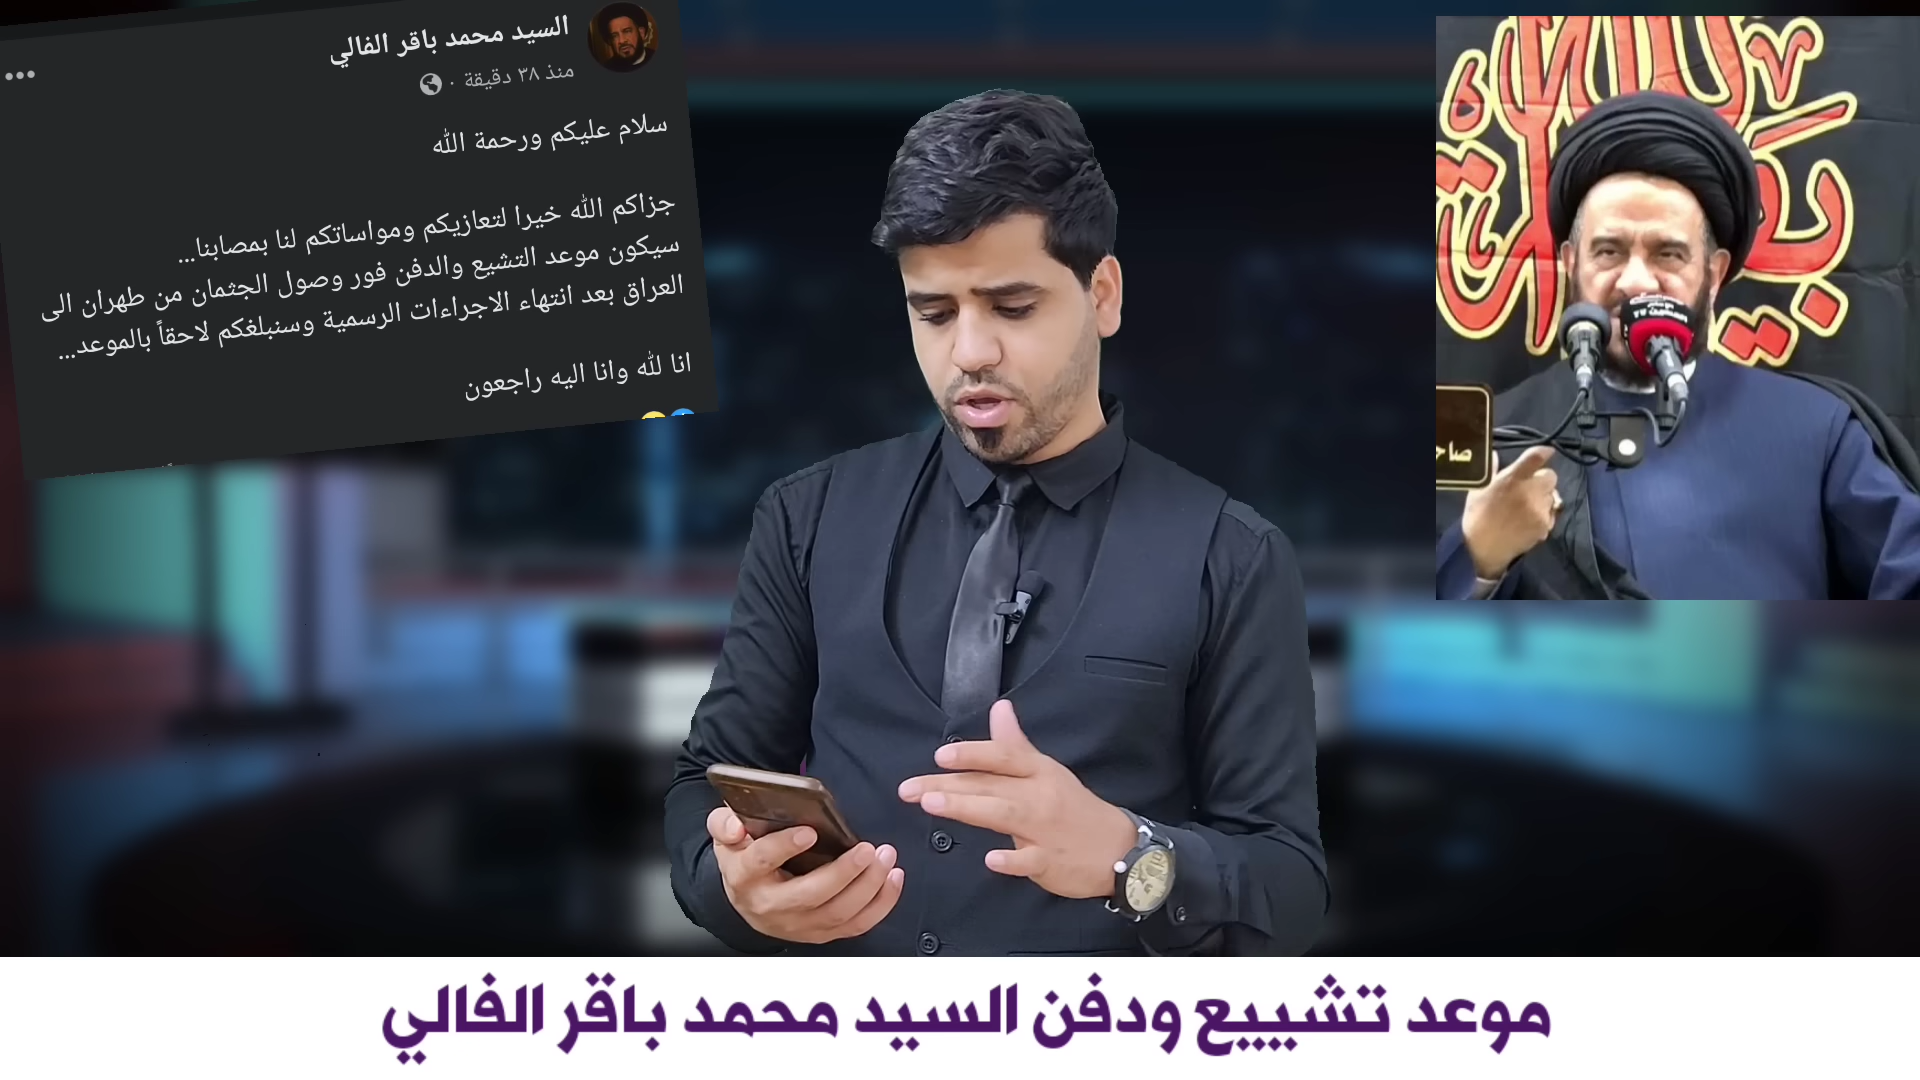 السيد محمد باقر الفالي
منذ ٣٨ دقيقة ·
سلام عليكم ورحمة الله
جزاكم الله خيرا لتعازيكم ومواساتكم لنا بمصابنا...
سيكون موعد التشيع والدفن فور وصول الجثمان من طهران الى
العراق بعد انتهاء الاجراءات الرسمية وسنبلغكم لاحقاً بالموعد...
انا لله وانا اليه راجعون
موعد تشييع ودفن السيد محمد باقر الفالي